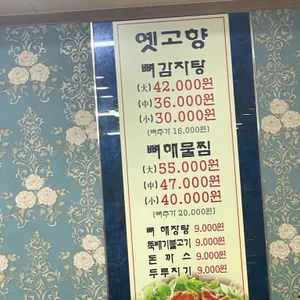 옛고향
뼈감자탕
(大) 42.000원
(中) 36.000원
(小) 30.000원
(뼈추가 16.000원)
뼈해물찜
(大) 55.000원
(中) 47.000원
(小) 40.000원
(뼈추가 20.000원)
뼈 해장탕 9.000원
뚝배기불고기 9.000원
돈 까 스 9.000원
두루치기 9.000원